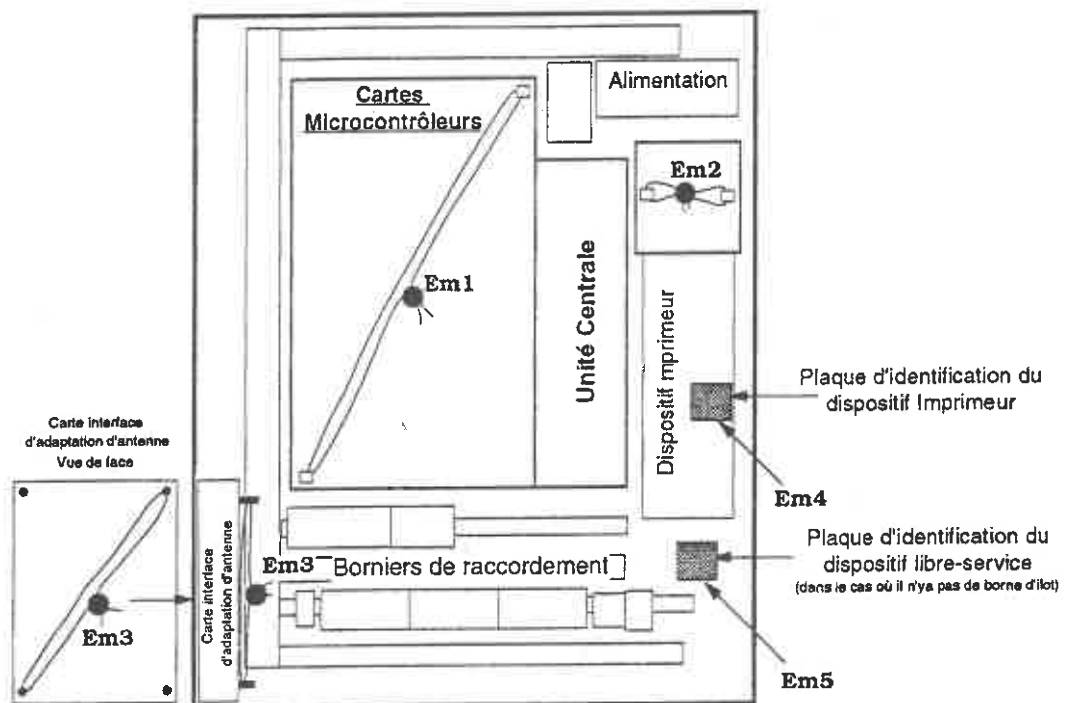 Cartes
Microcontrôleurs
Alimentation
Em2
Em1
Unité Centrale
Dispositif mprimeur
Plaque d'identification du
dispositif Imprimeur
Em4
Carte interface
d'adaptation d'antenne
Vue de face
Em3
Carte interface
d'adaptation d'antenne
Em3
Borniers de raccordement
Plaque d'identification du
dispositif libre-service
(dans le cas où il n'ya pas de borne d'ilot)
Em5